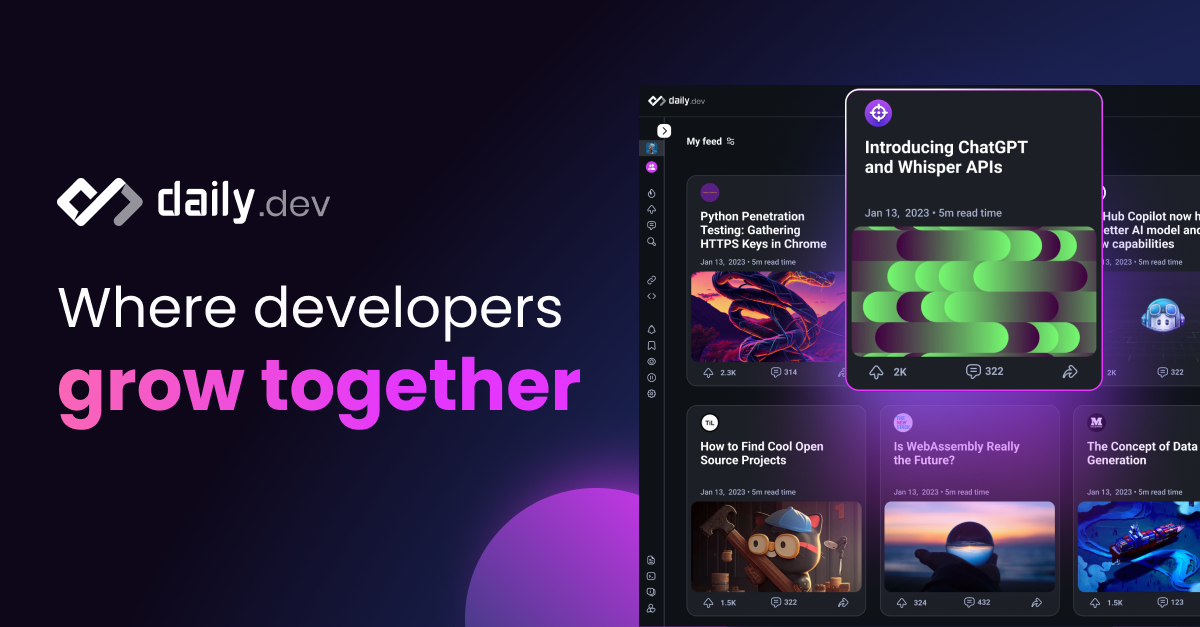 daily.dev
Where developers
grow together
daily.dev
My feed
Python Penetration
Testing: Gathering
HTTPS Keys in Chrome
Jan 13, 2023 • 5m read time
2.3K
314
Introducing ChatGPT
and Whisper APIs
Jan 13, 2023 • 5m read time
2K
322
Hub Copilot now h
etter AI model and
w capabilities
3, 2023 • 5m read time
2K
322
TIL
How to Find Cool Open
Source Projects
Jan 13, 2023 • 5m read time
1.5K
322
THE
NEW
STACK
Is WebAssembly Really
the Future?
Jan 13, 2023 • 5m read time
324
432
M
The Concept of Data
Generation
Jan 13, 2023 • 5m read time
1.5K
123